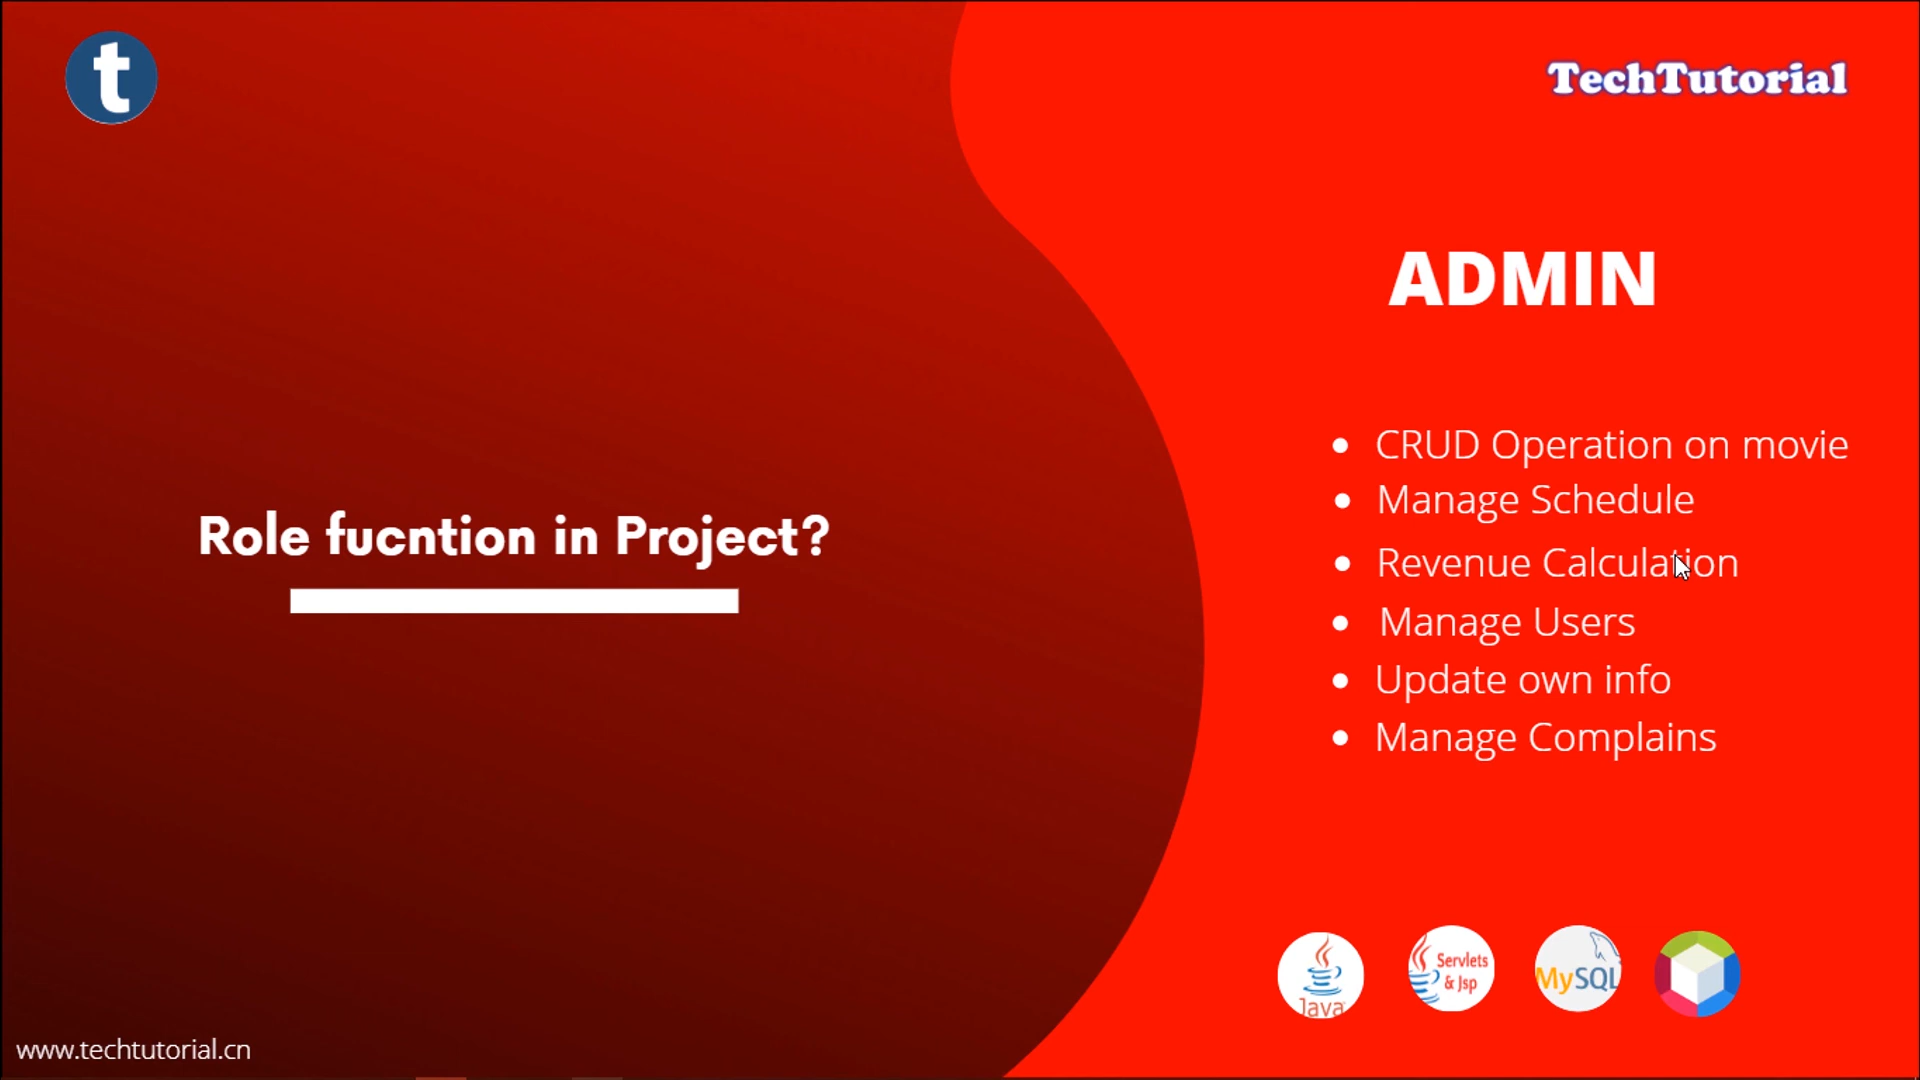 t
TechTutorial
Role fucntion in Project?
ADMIN
CRUD Operation on movie
Manage Schedule
Revenue Calculation
Manage Users
Update own info
Manage Complains
Java
Servlets
& Jsp
MySQL
www.techtutorial.cn